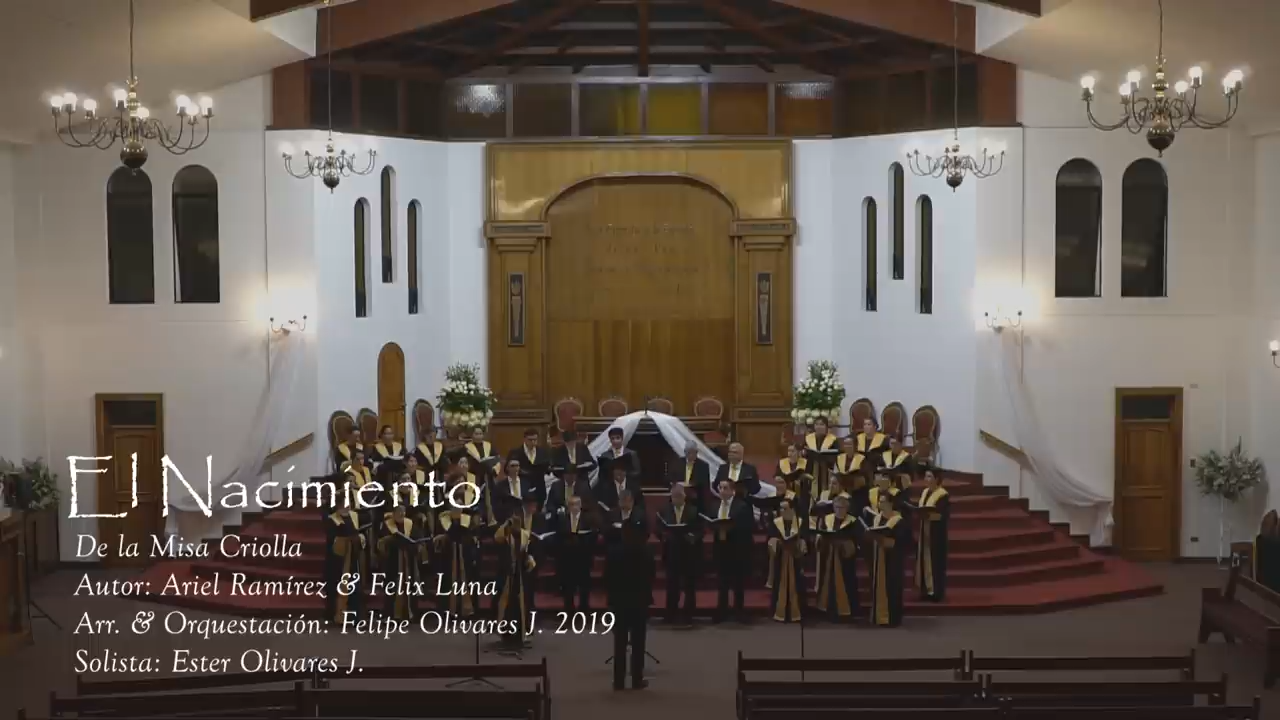 El Nacimiento
De la Misa Criolla
Autor: Ariel Ramírez & Felix Luna
Arr. & Orquestación: Felipe Olivares J. 2019
Solista: Ester Olivares J.